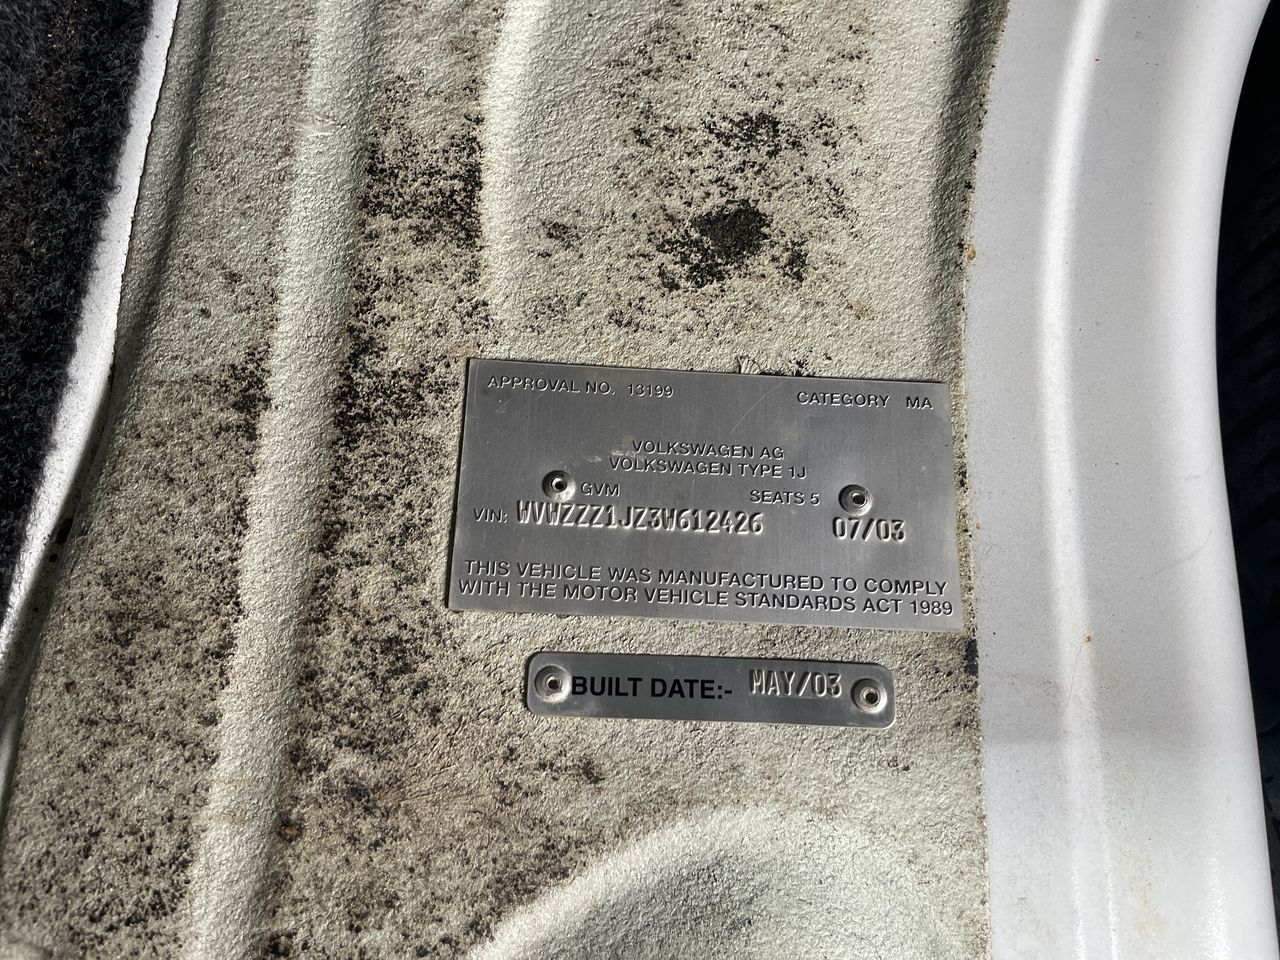 APPROVAL NO. 13199 CATEGORY MA
VOLKSWAGEN AG
VOLKSWAGEN TYPE 1J
GVM SEATS 5
VIN: WVWZZZ1JZ3W612426 07/03
THIS VEHICLE WAS MANUFACTURED TO COMPLY
WITH THE MOTOR VEHICLE STANDARDS ACT 1989
BUILT DATE:- MAY/03